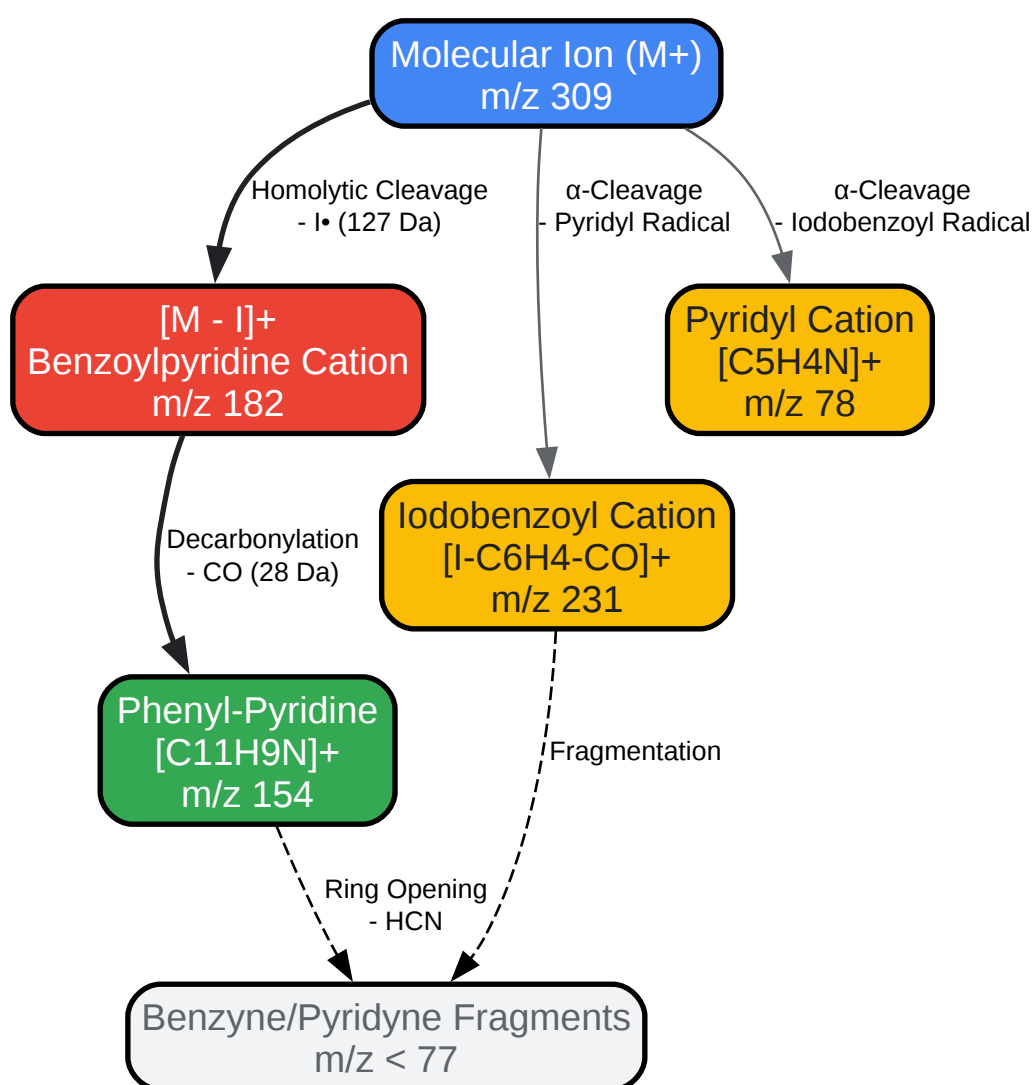 Molecular Ion (M+)
m/z 309
Homolytic Cleavage
- I• (127 Da)
α-Cleavage
- Pyridyl Radical
α-Cleavage
- Iodobenzoyl Radical
[M - I]+
Benzoylpyridine Cation
m/z 182
Pyridyl Cation
[C5H4N]+
m/z 78
Iodobenzoyl Cation
[I-C6H4-CO]+
m/z 231
Decarbonylation
- CO (28 Da)
Phenyl-Pyridine
[C11H9N]+
m/z 154
Fragmentation
Ring Opening
- HCN
Benzyne/Pyridyne Fragments
m/z < 77